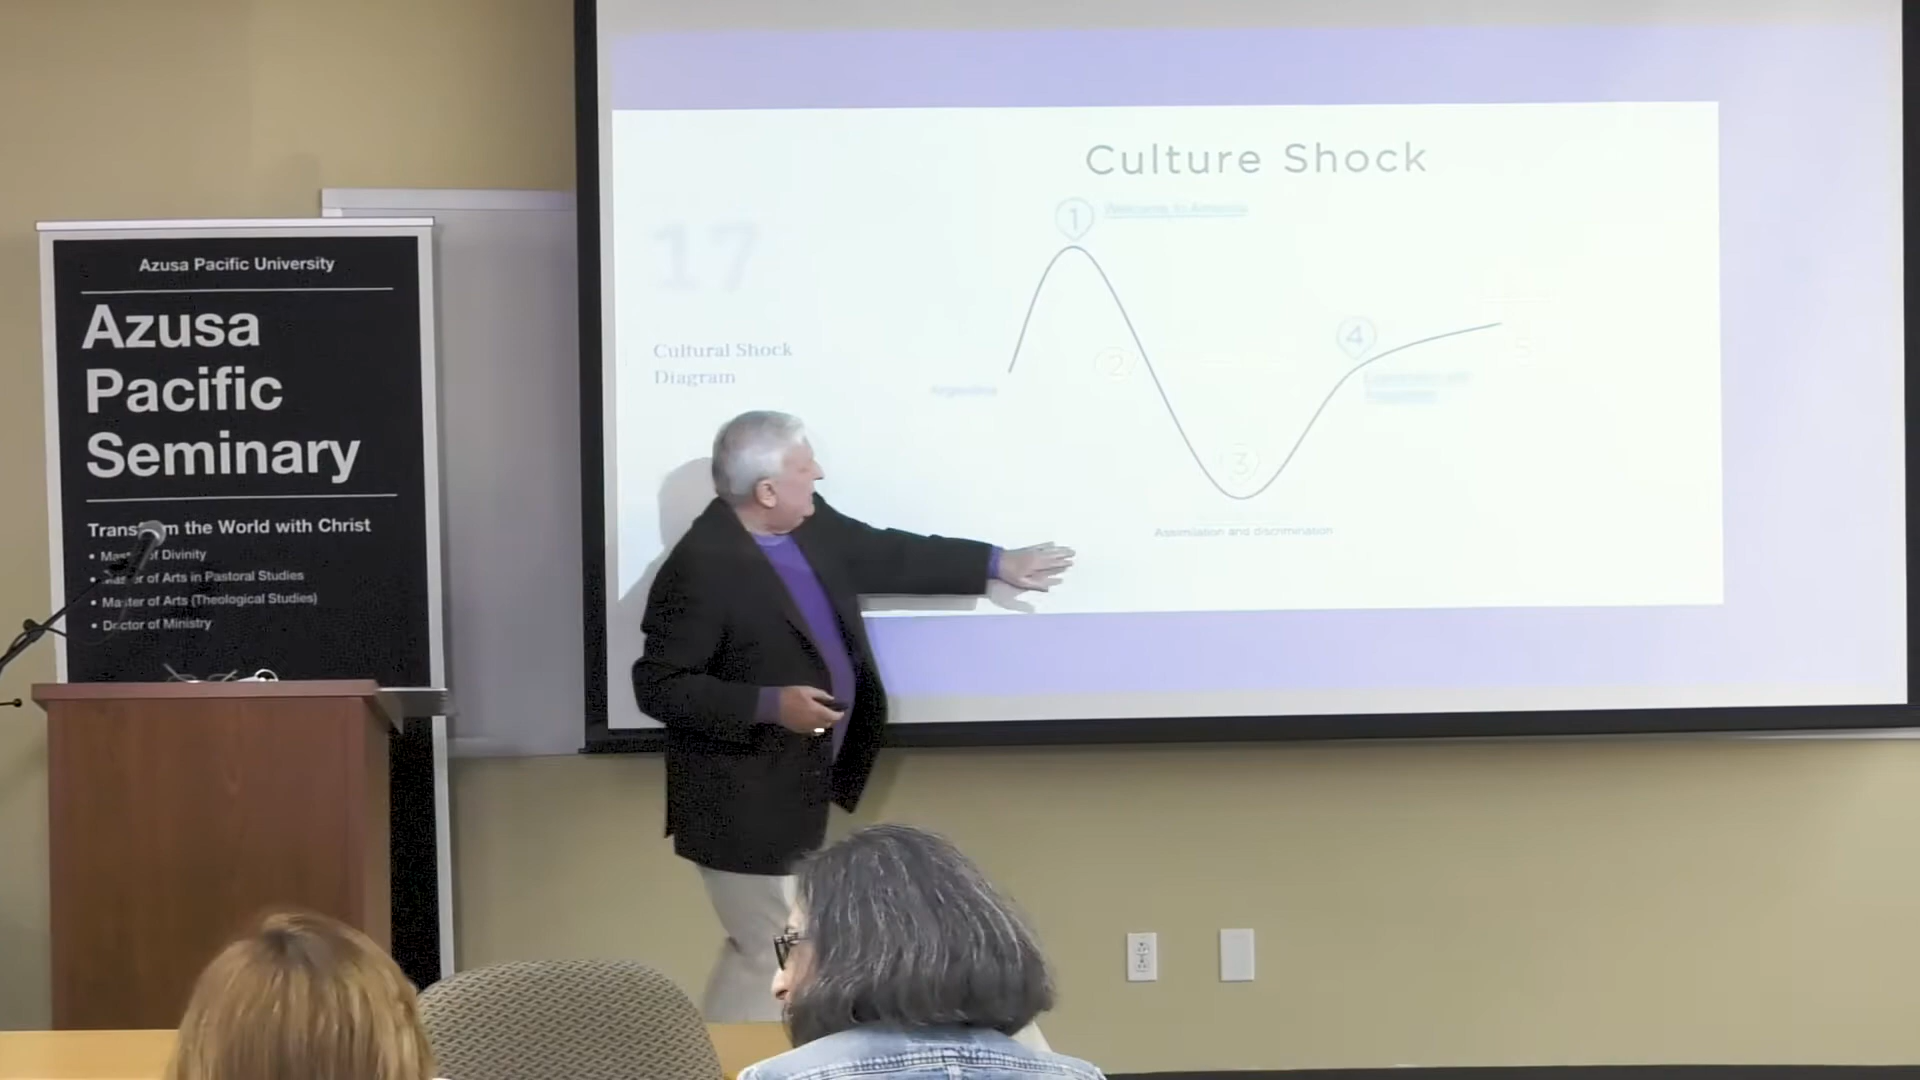 Azusa Pacific University
Azusa
Pacific
Seminary
Transform the World with Christ
• Master of Divinity
• Master of Arts in Pastoral Studies
• Master of Arts (Theological Studies)
• Doctor of Ministry
Culture Shock
17
Cultural Shock
Diagram
1
Welcome to America
Argentina
2
3
4
5
Assimilation and discrimination